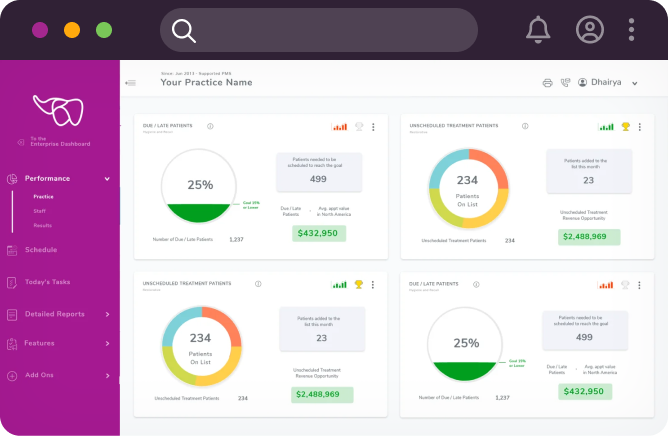 Since: Jan 2013 - Supported PMS
Your Practice Name
Dhairya
To the
Enterprise Dashboard
Performance
Practice
Staff
Results
Schedule
Today's Tasks
Detailed Reports
Features
Add Ons
DUE / LATE PATIENTS
25%
Goal 25%
or Lower
Number of Due / Late Patients 1,237
Patients needed to be
scheduled to reach the goal
499
Due / Late
Patients
Avg. appt value
in North America
$432,950
UNSCHEDULED TREATMENT PATIENTS
234
Patients
On List
Unscheduled Treatment Patients 234
Patients added to the
list this month
23
Unscheduled Treatment
Revenue Opportunity
$2,488,969
UNSCHEDULED TREATMENT PATIENTS
234
Patients
On List
Unscheduled Treatment Patients 234
Patients added to the
list this month
23
Unscheduled Treatment
Revenue Opportunity
$2,488,969
DUE / LATE PATIENTS
25%
Goal 25%
or Lower
Number of Due / Late Patients 1,237
Patients needed to be
scheduled to reach the goal
499
Due / Late
Patients
Avg. appt value
in North America
$432,950